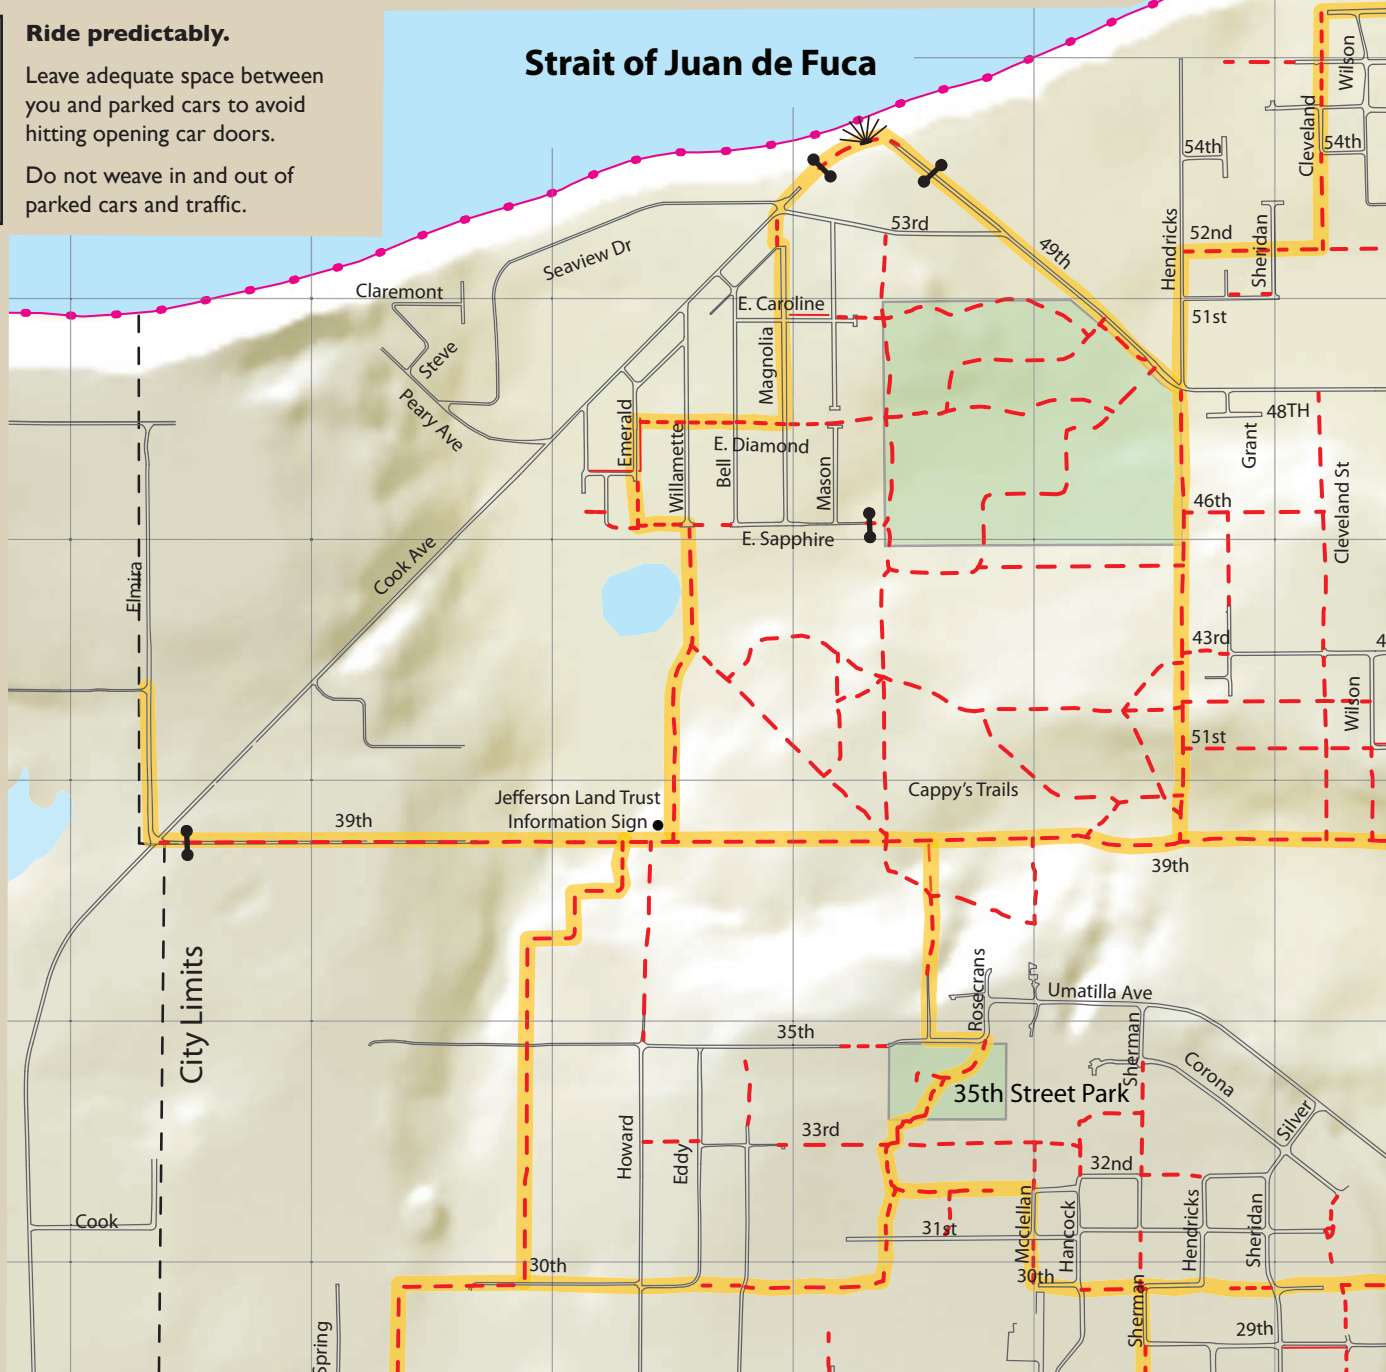 Ride predictably.
Leave adequate space between
you and parked cars to avoid
hitting opening car doors.
Do not weave in and out of
parked cars and traffic.
Strait of Juan de Fuca
Wilson
Cleveland
54th
54th
53rd
49th
Hendricks
52nd
Sheridan
Seaview Dr
Claremont
E. Caroline
51st
Steve
Magnolia
Peary Ave
48TH
Emerald
Willamette
E. Diamond
Bell
Mason
Grant
46th
Cleveland St
E. Sapphire
Cook Ave
Elmira
43rd
4
Wilson
51st
Cappy's Trails
Jefferson Land Trust
Information Sign
39th
39th
City Limits
Rosecrans
Umatilla Ave
35th
Sherman
Corona
35th Street Park
Silver
33rd
Howard
Eddy
32nd
Cook
31st
Mcclellan
Hancock
Hendricks
Sheridan
30th
30th
Sherman
29th
Spring